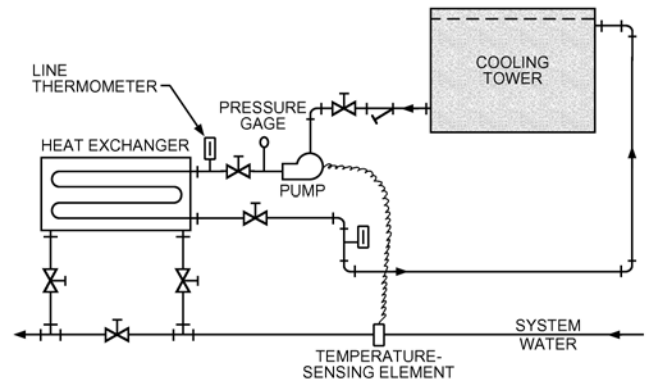 LINE
THERMOMETER
PRESSURE
GAGE
COOLING
TOWER
HEAT EXCHANGER
PUMP
SYSTEM
WATER
TEMPERATURE-
SENSING ELEMENT